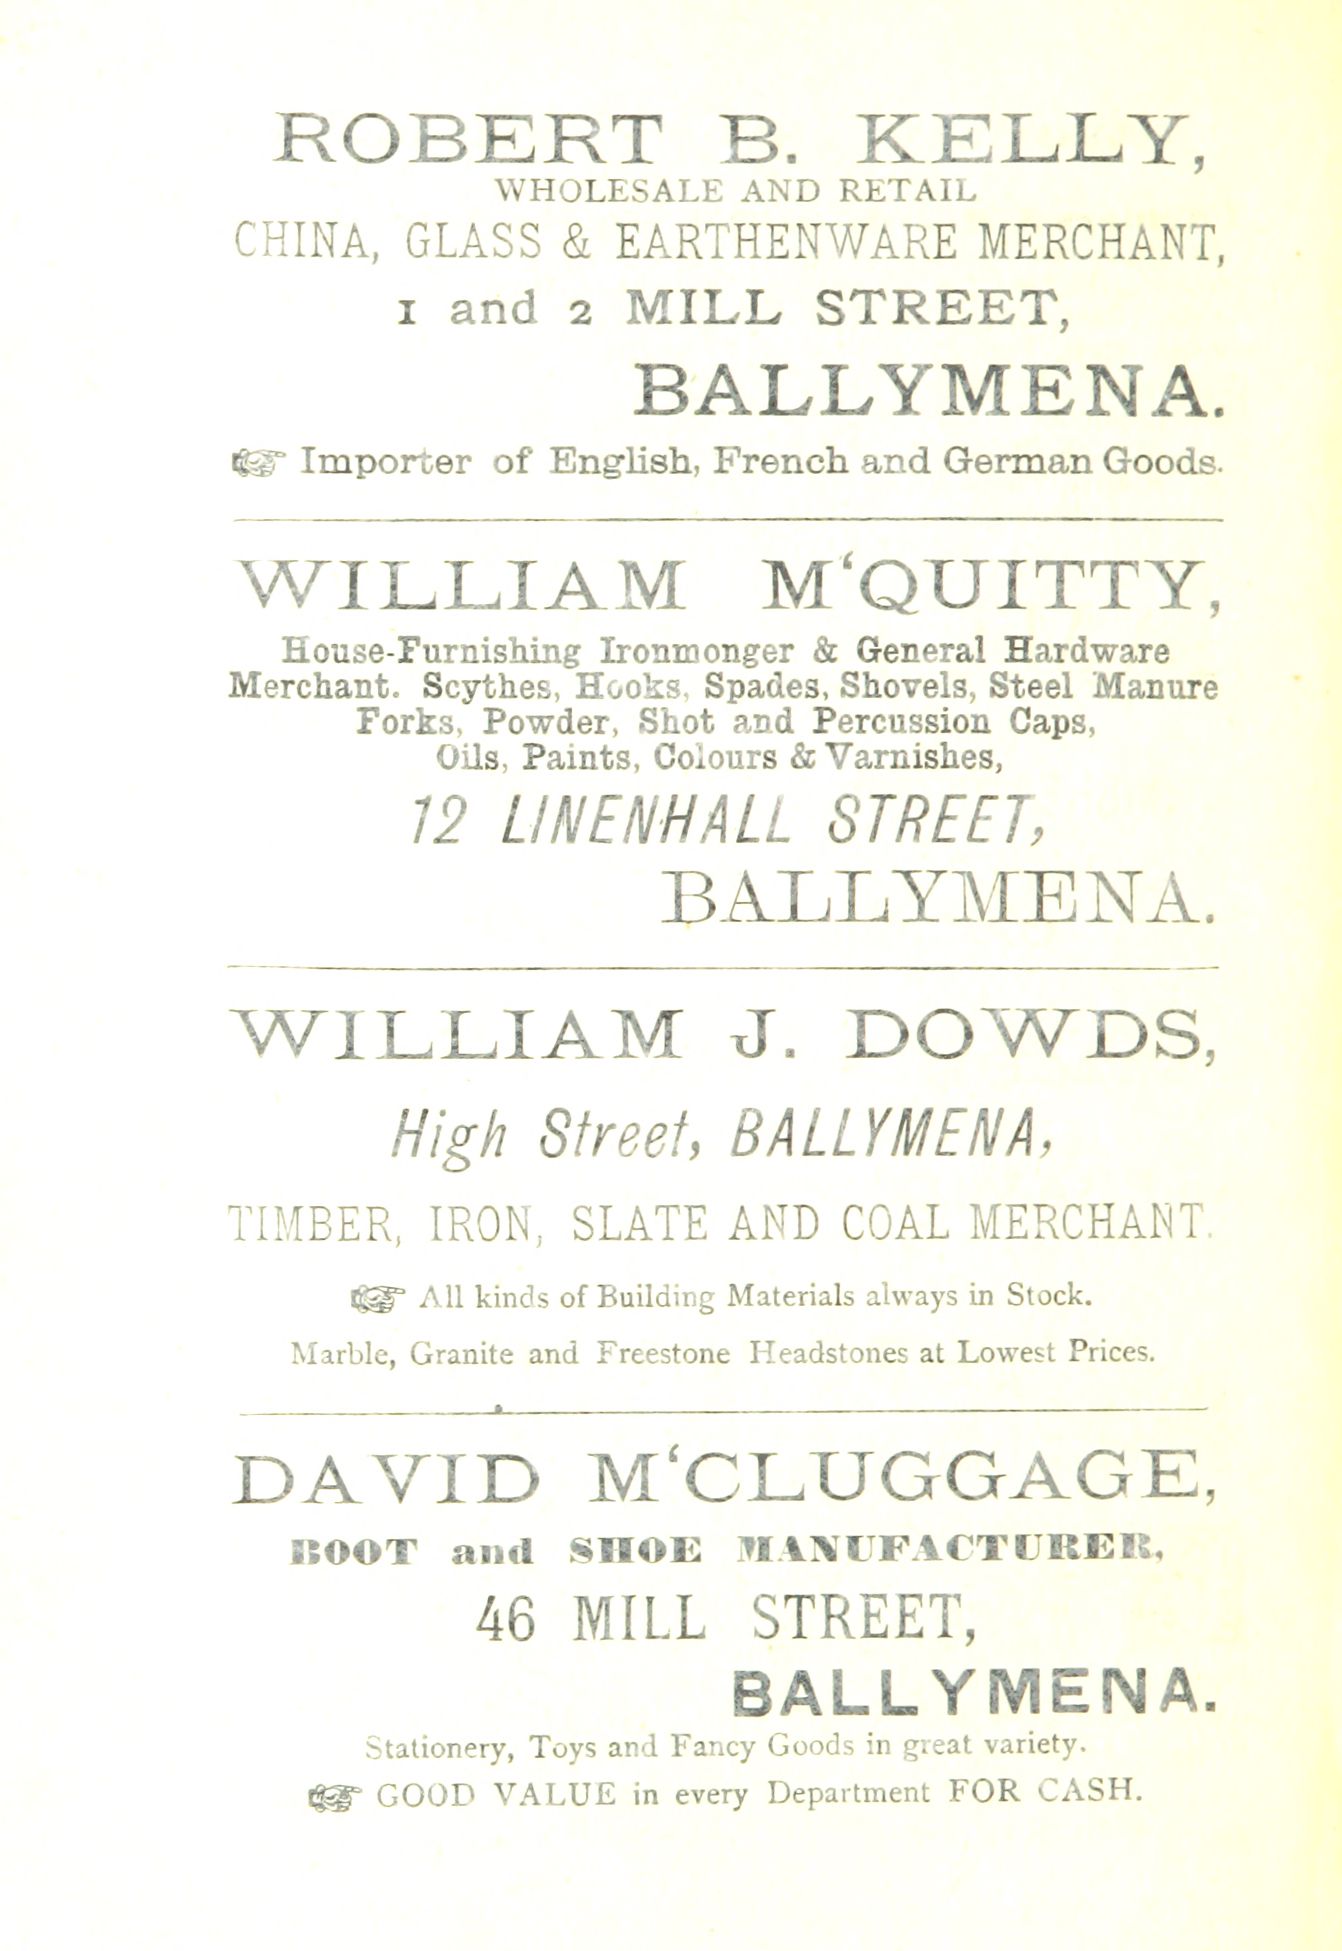 ROBERT B. KELLY,
WHOLESALE AND RETAIL
CHINA, GLASS & EARTHENWARE MERCHANT,
1 and 2 MILL STREET,
BALLYMENA.
☞ Importer of English, French and German Goods.
WILLIAM M‘QUITTY,
House-Furnishing Ironmonger & General Hardware
Merchant. Scythes, Hooks, Spades, Shovels, Steel Manure
Forks, Powder, Shot and Percussion Caps,
Oils, Paints, Colours & Varnishes,
12 LINENHALL STREET,
BALLYMENA.
WILLIAM J. DOWDS,
High Street, BALLYMENA,
TIMBER, IRON, SLATE AND COAL MERCHANT.
☞ All kinds of Building Materials always in Stock.
Marble, Granite and Freestone Headstones at Lowest Prices.
DAVID M‘CLUGGAGE,
BOOT and SHOE MANUFACTURER,
46 MILL STREET,
BALLYMENA.
Stationery, Toys and Fancy Goods in great variety.
☞ GOOD VALUE in every Department FOR CASH.